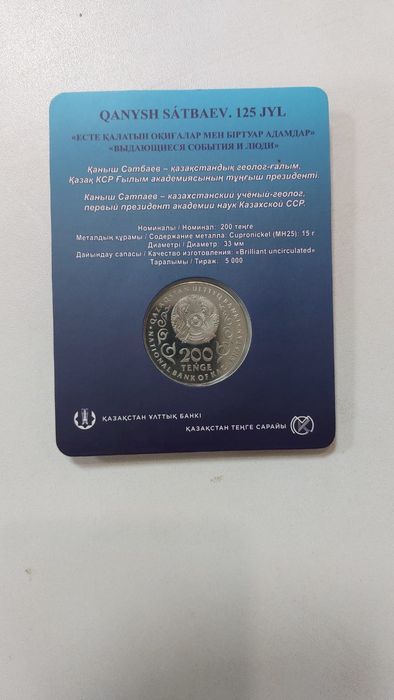 QANYSH SÁTBAEV. 125 JYL
«ЕСТЕ ҚАЛАТЫН ОҚИҒАЛАР МЕН БІРТУАР АДАМДАР»
«ВЫДАЮЩИЕСЯ СОБЫТИЯ И ЛЮДИ»
Қаныш Сәтбаев – қазақстандық геолог-ғалым,
Қазақ КСР Ғылым академиясының тұңғыш президенті.
Каныш Сатпаев – казахстанский ученый-геолог,
первый президент академии наук Казахской ССР.
Номиналы / Номинал: 200 теңге
Металдың құрамы / Содержание металла: Cupronickel (МН25): 15 г
Диаметрі / Диаметр: 33 мм
Дайындау сапасы / Качество изготовления: «Brilliant uncirculated»
Таралымы / Тираж: 5 000
QAZAQSTAN ULTTYQ BANKI
200
TENGE
NATIONAL BANK OF
ҚАЗАҚСТАН ҰЛТТЫҚ БАНКІ
ҚАЗАҚСТАН ТЕҢГЕ САРАЙЫ